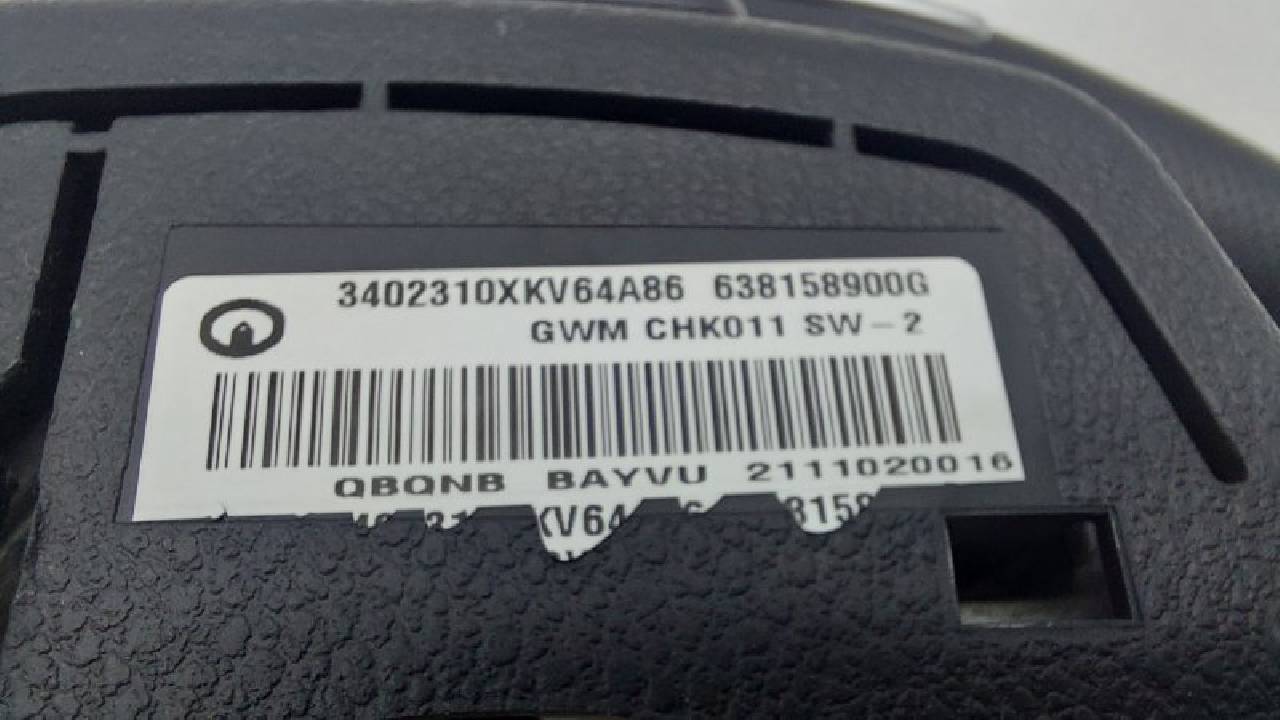 3402310XKV64A86 638158900G
GWM CHK011 SW-2
QBQNB BAYVU 2111020016